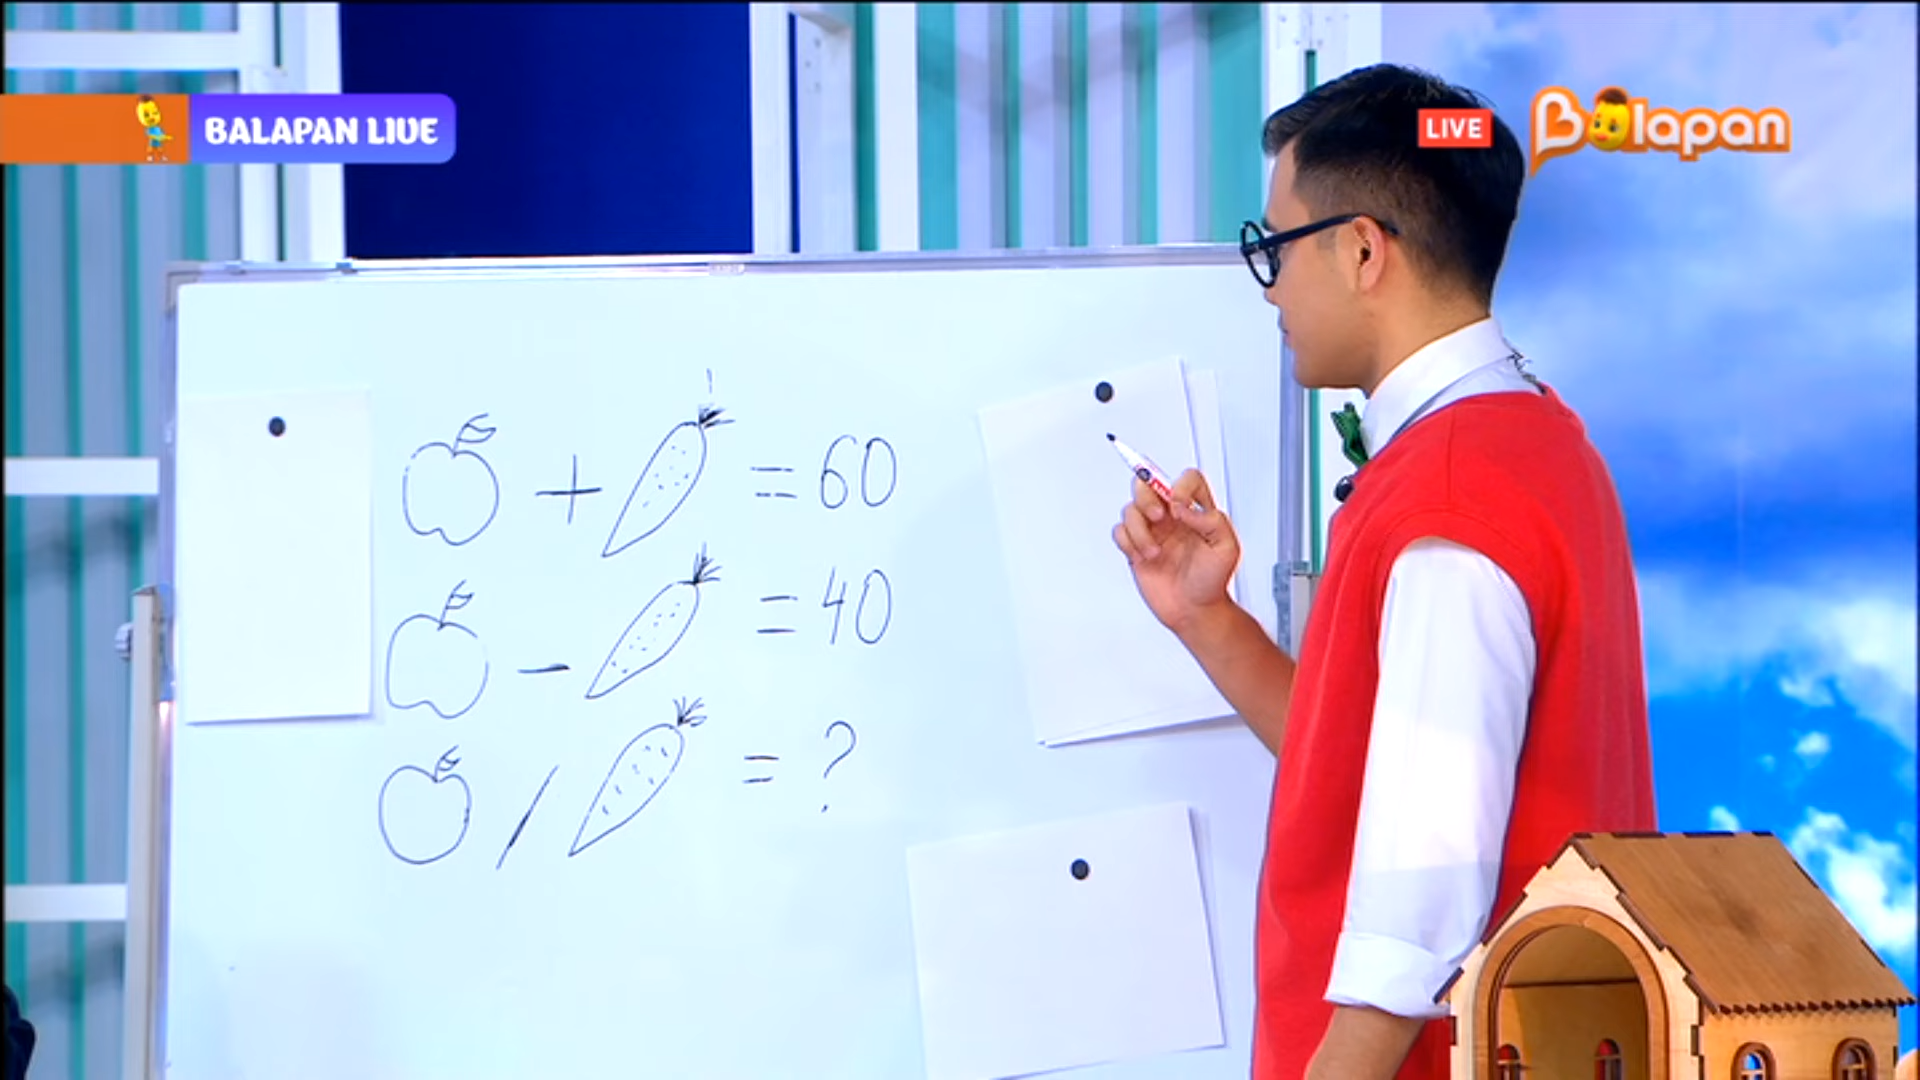 BALAPAN LIVE
LIVE
Balapan
+ = 60
- = 40
/ = ?